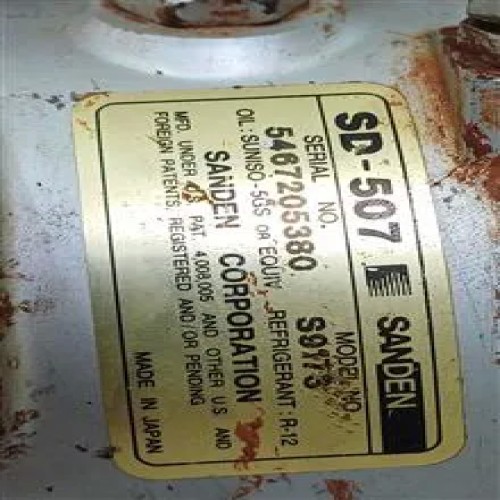 SD-507 SANDEN
SERIAL NO. MODEL NO.
5467205380 S9173
OIL: SUNISO-5GS OR EQUIV. REFRIGERANT: R-12
SANDEN CORPORATION
MFD. UNDER U.S. PAT. 4,009,005 AND OTHER U.S. AND
FOREIGN PATENTS, REGISTERED AND/OR PENDING
MADE IN JAPAN